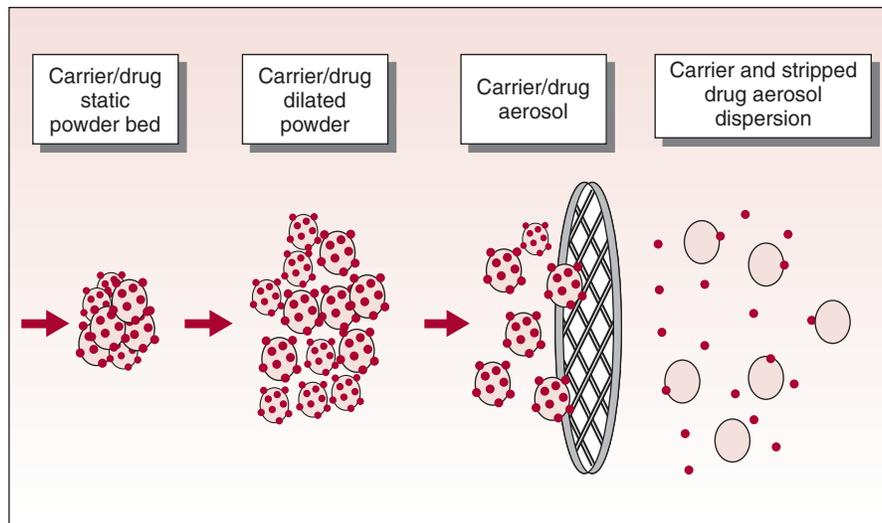 Carrier/drug
static
powder bed
Carrier/drug
dilated
powder
Carrier/drug
aerosol
Carrier and stripped
drug aerosol
dispersion